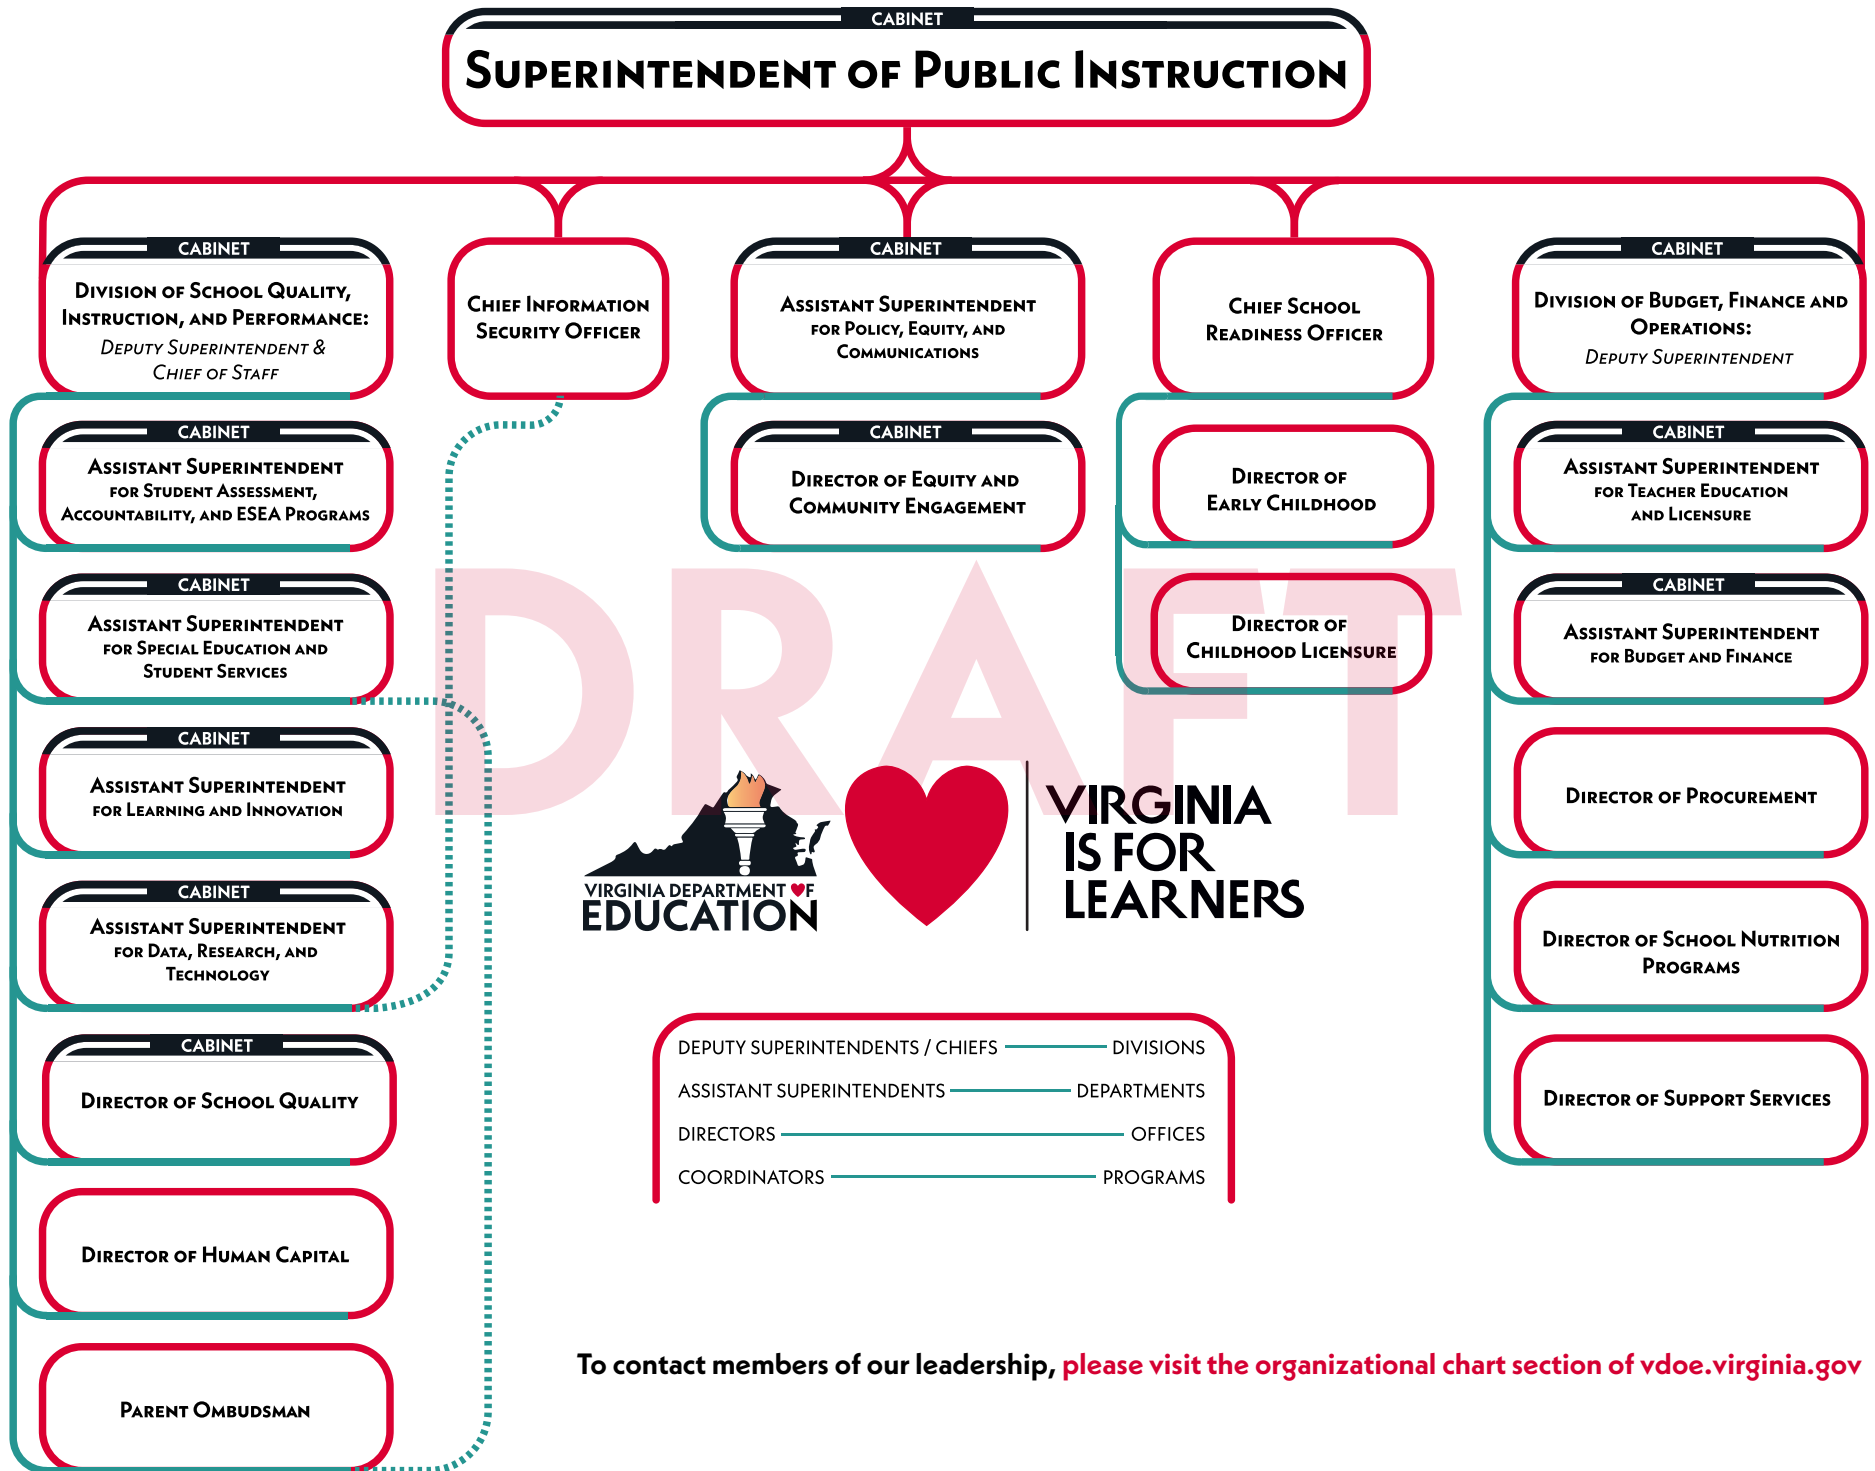 CABINET
SUPERINTENDENT OF PUBLIC INSTRUCTION
CABINET
DIVISION OF SCHOOL QUALITY,
INSTRUCTION, AND PERFORMANCE:
DEPUTY SUPERINTENDENT &
CHIEF OF STAFF
CHIEF INFORMATION
SECURITY OFFICER
CABINET
ASSISTANT SUPERINTENDENT
FOR POLICY, EQUITY, AND
COMMUNICATIONS
CHIEF SCHOOL
READINESS OFFICER
CABINET
DIVISION OF BUDGET, FINANCE AND
OPERATIONS:
DEPUTY SUPERINTENDENT
CABINET
ASSISTANT SUPERINTENDENT
FOR STUDENT ASSESSMENT,
ACCOUNTABILITY, AND ESEA PROGRAMS
CABINET
ASSISTANT SUPERINTENDENT
FOR SPECIAL EDUCATION AND
STUDENT SERVICES
CABINET
ASSISTANT SUPERINTENDENT
FOR LEARNING AND INNOVATION
CABINET
ASSISTANT SUPERINTENDENT
FOR DATA, RESEARCH, AND
TECHNOLOGY
CABINET
DIRECTOR OF SCHOOL QUALITY
DIRECTOR OF HUMAN CAPITAL
PARENT OMBUDSMAN
CABINET
DIRECTOR OF EQUITY AND
COMMUNITY ENGAGEMENT
DIRECTOR OF
EARLY CHILDHOOD
DIRECTOR OF
CHILDHOOD LICENSURE
CABINET
ASSISTANT SUPERINTENDENT
FOR TEACHER EDUCATION
AND LICENSURE
CABINET
ASSISTANT SUPERINTENDENT
FOR BUDGET AND FINANCE
DIRECTOR OF PROCUREMENT
DIRECTOR OF SCHOOL NUTRITION
PROGRAMS
DIRECTOR OF SUPPORT SERVICES
DRAFT
VIRGINIA DEPARTMENT OF
EDUCATION
VIRGINIA
IS FOR
LEARNERS
DEPUTY SUPERINTENDENTS / CHIEFS DIVISIONS
ASSISTANT SUPERINTENDENTS DEPARTMENTS
DIRECTORS OFFICES
COORDINATORS PROGRAMS
To contact members of our leadership, please visit the organizational chart section of vdoe.virginia.gov